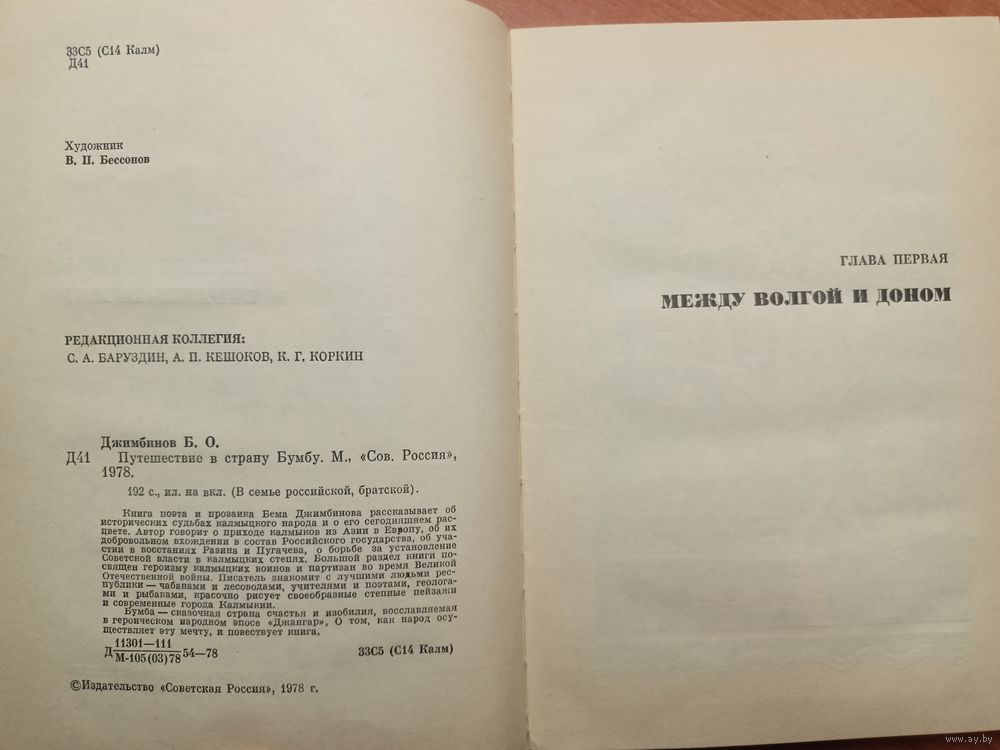 33С5 (С14 Калм)
Д41
Художник
В. П. Бессонов
РЕДАКЦИОННАЯ КОЛЛЕГИЯ:
С. А. БАРУЗДИН, А. П. КЕШОКОВ, К. Г. КОРКИН
Джимбинов Б. О.
Д41 Путешествие в страну Бумбу. М., «Сов. Россия»,
1978.
192 с., ил. на вкл. (В семье российской, братской).
Книга поэта и прозаика Бема Джимбинова рассказывает об
исторических судьбах калмыцкого народа и о его сегодняшнем рас-
цвете. Автор говорит о приходе калмыков из Азии в Европу, об их
добровольном вхождении в состав Российского государства, об уча-
стии в восстаниях Разина и Пугачева, о борьбе за установление
Советской власти в калмыцких степях. Большой раздел книги по-
священ героизму калмыцких воинов и партизан во время Великой
Отечественной войны. Писатель знакомит с лучшими людьми рес-
публики — чабанами и лесоводами, учителями и поэтами, геолога-
ми и рыбаками, красочно рисует своеобразные степные пейзажи
и современные города Калмыкии.
Бумба — сказочная страна счастья и изобилия, восславляемая
в героическом народном эпосе «Джангар». О том, как народ осу-
ществляет эту мечту, и повествует книга.
Д 11301—111
М-105(03)78 54—78
33С5 (С14 Калм)
©Издательство «Советская Россия», 1978 г.
ГЛАВА ПЕРВАЯ
МЕЖДУ ВОЛГОЙ И ДОНОМ
www.ay.by